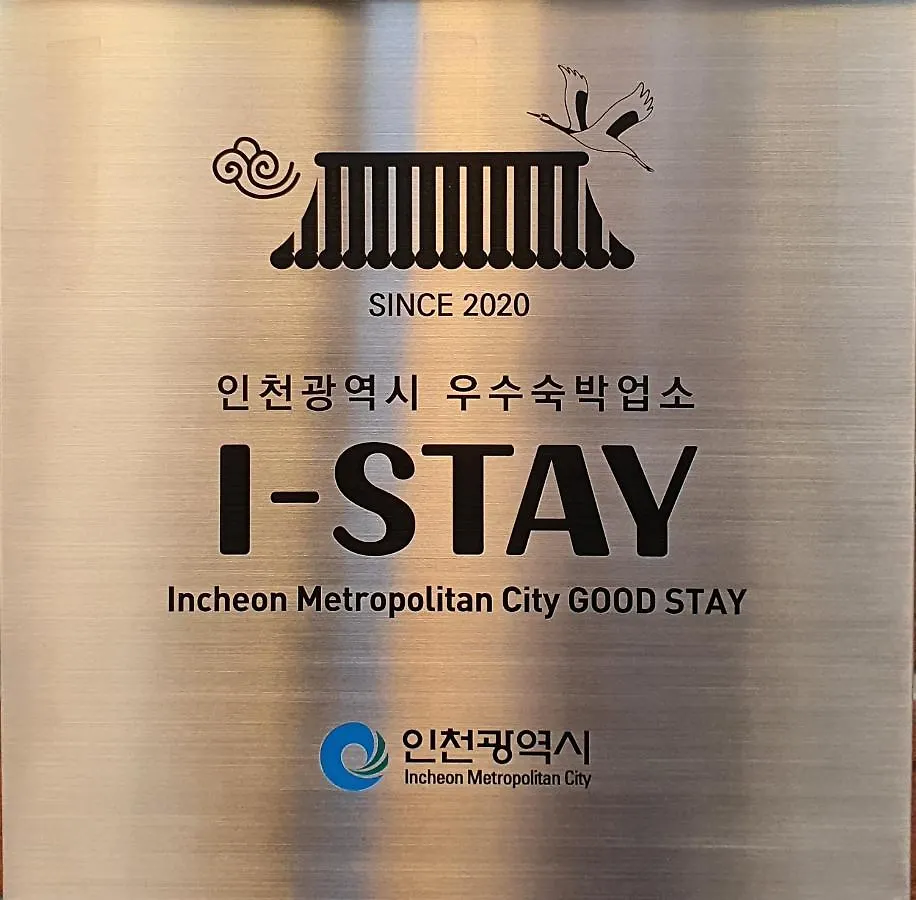 SINCE 2020
인천광역시 우수숙박업소
I-STAY
Incheon Metropolitan City GOOD STAY
인천광역시
Incheon Metropolitan City